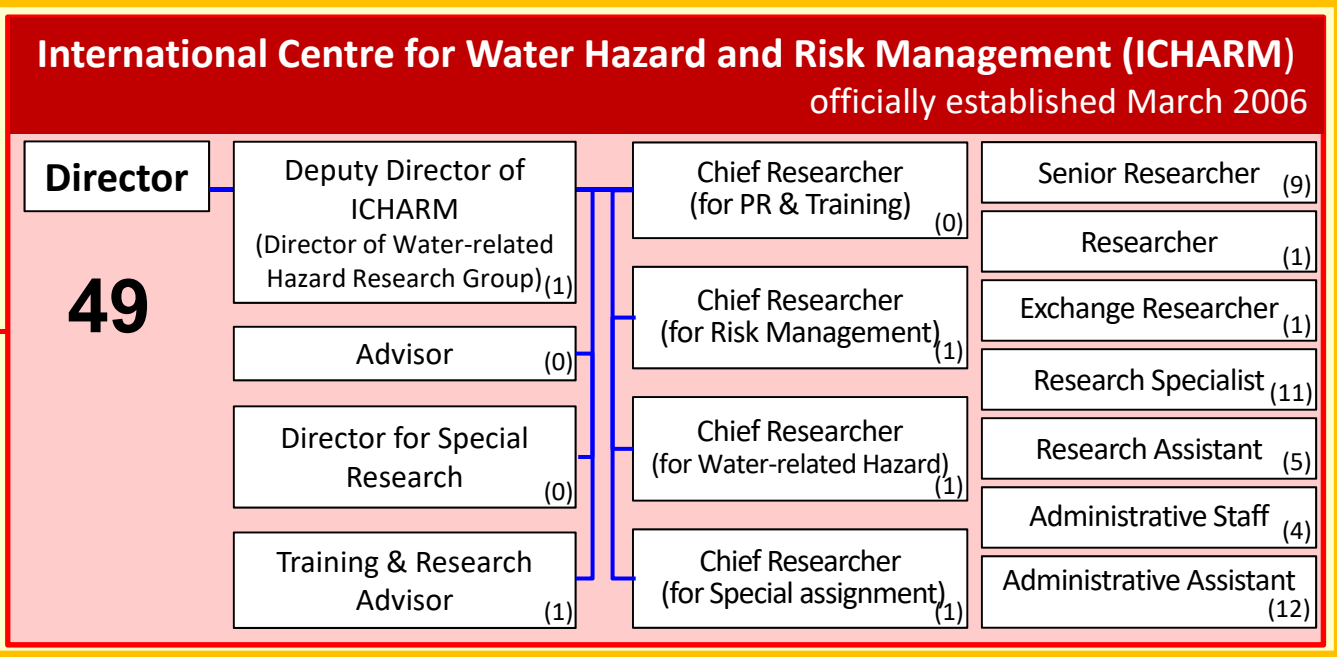 International Centre for Water Hazard and Risk Management (ICHARM)
officially established March 2006
Director
49
Deputy Director of
ICHARM
(Director of Water-related
Hazard Research Group)
(1)
Advisor
(0)
Director for Special
Research
(0)
Training & Research
Advisor
(1)
Chief Researcher
(for PR & Training)
(0)
Chief Researcher
(for Risk Management)
(1)
Chief Researcher
(for Water-related Hazard)
(1)
Chief Researcher
(for Special assignment)
(1)
Senior Researcher
(9)
Researcher
(1)
Exchange Researcher
(1)
Research Specialist
(11)
Research Assistant
(5)
Administrative Staff
(4)
Administrative Assistant
(12)